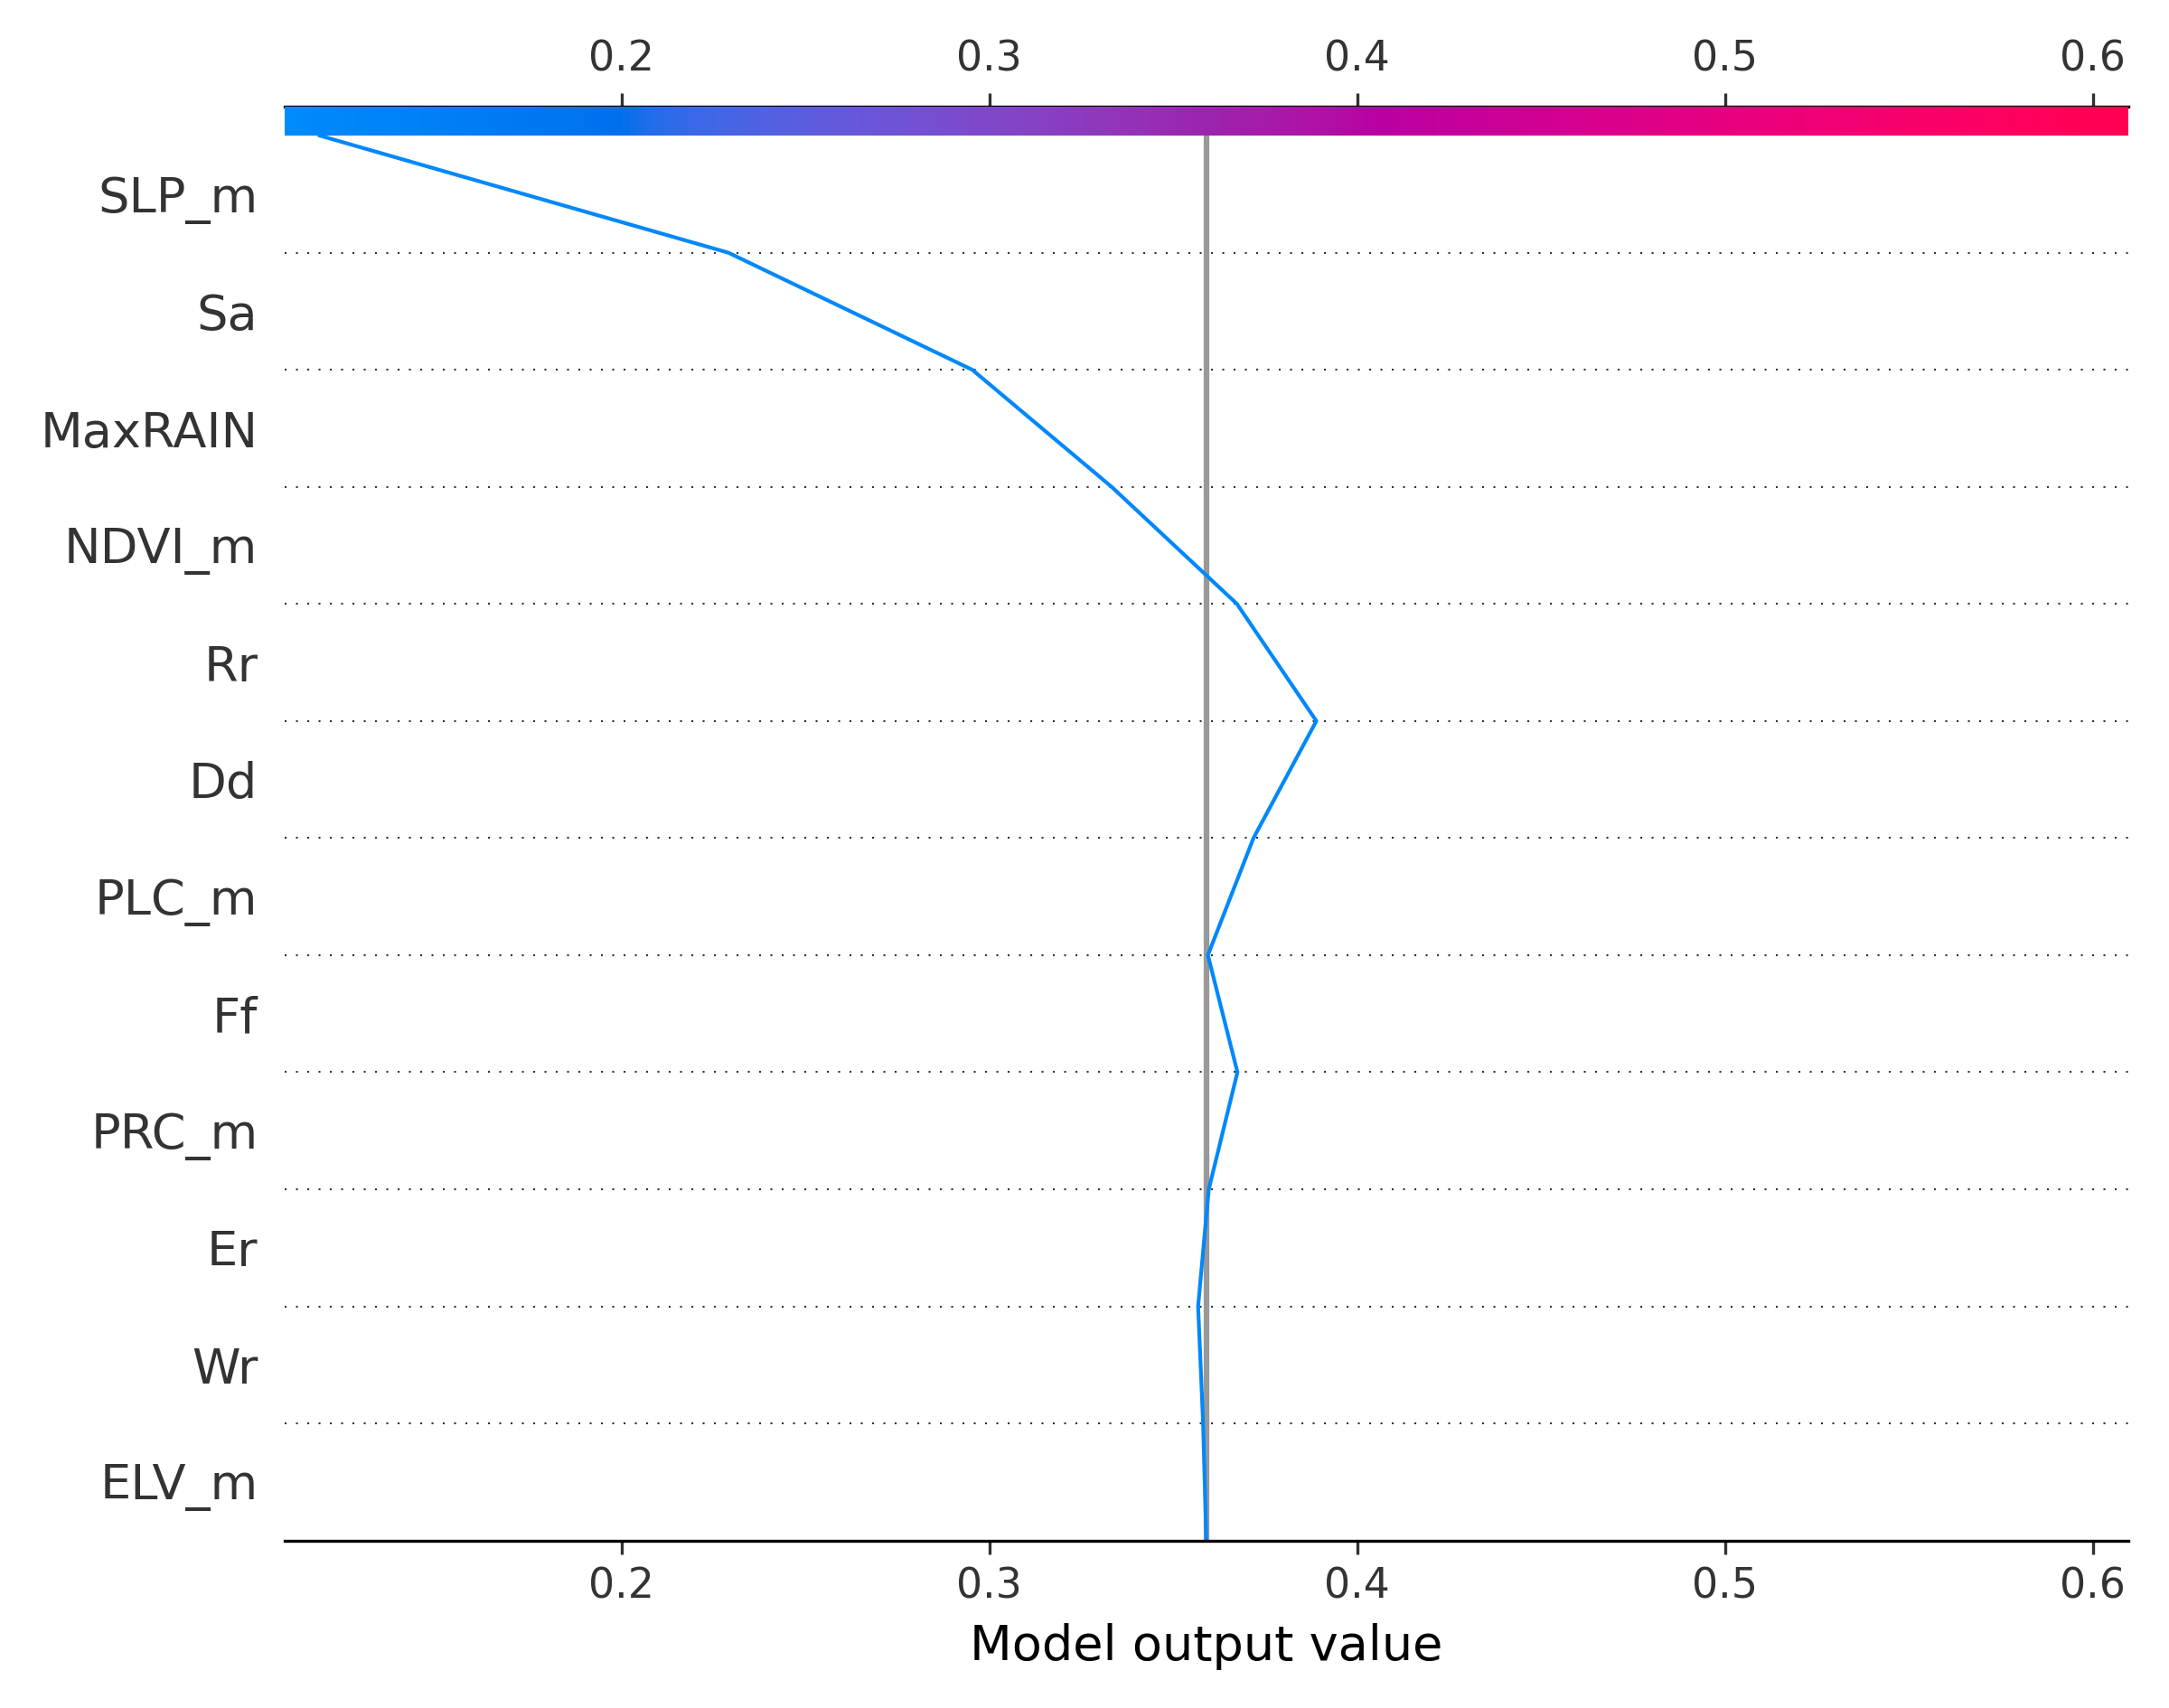 0.2 0.3 0.4 0.5 0.6
SLP_m
Sa
MaxRAIN
NDVI_m
Rr
Dd
PLC_m
Ff
PRC_m
Er
Wr
ELV_m
0.2 0.3 0.4 0.5 0.6
Model output value